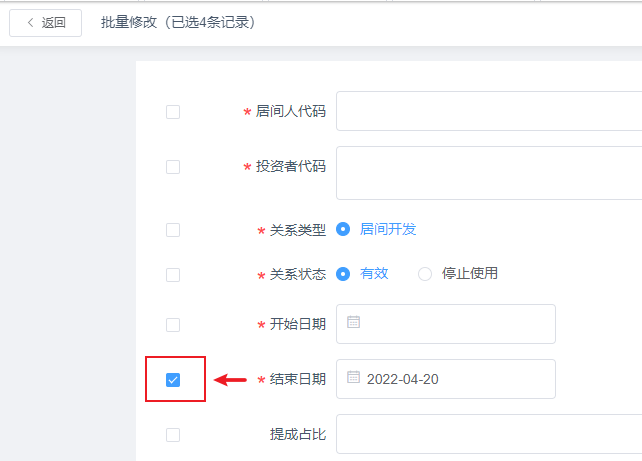 返回 批量修改（已选4条记录）
* 居间人代码
* 投资者代码
* 关系类型 居间开发
* 关系状态 有效 停止使用
* 开始日期
* 结束日期 2022-04-20
提成占比